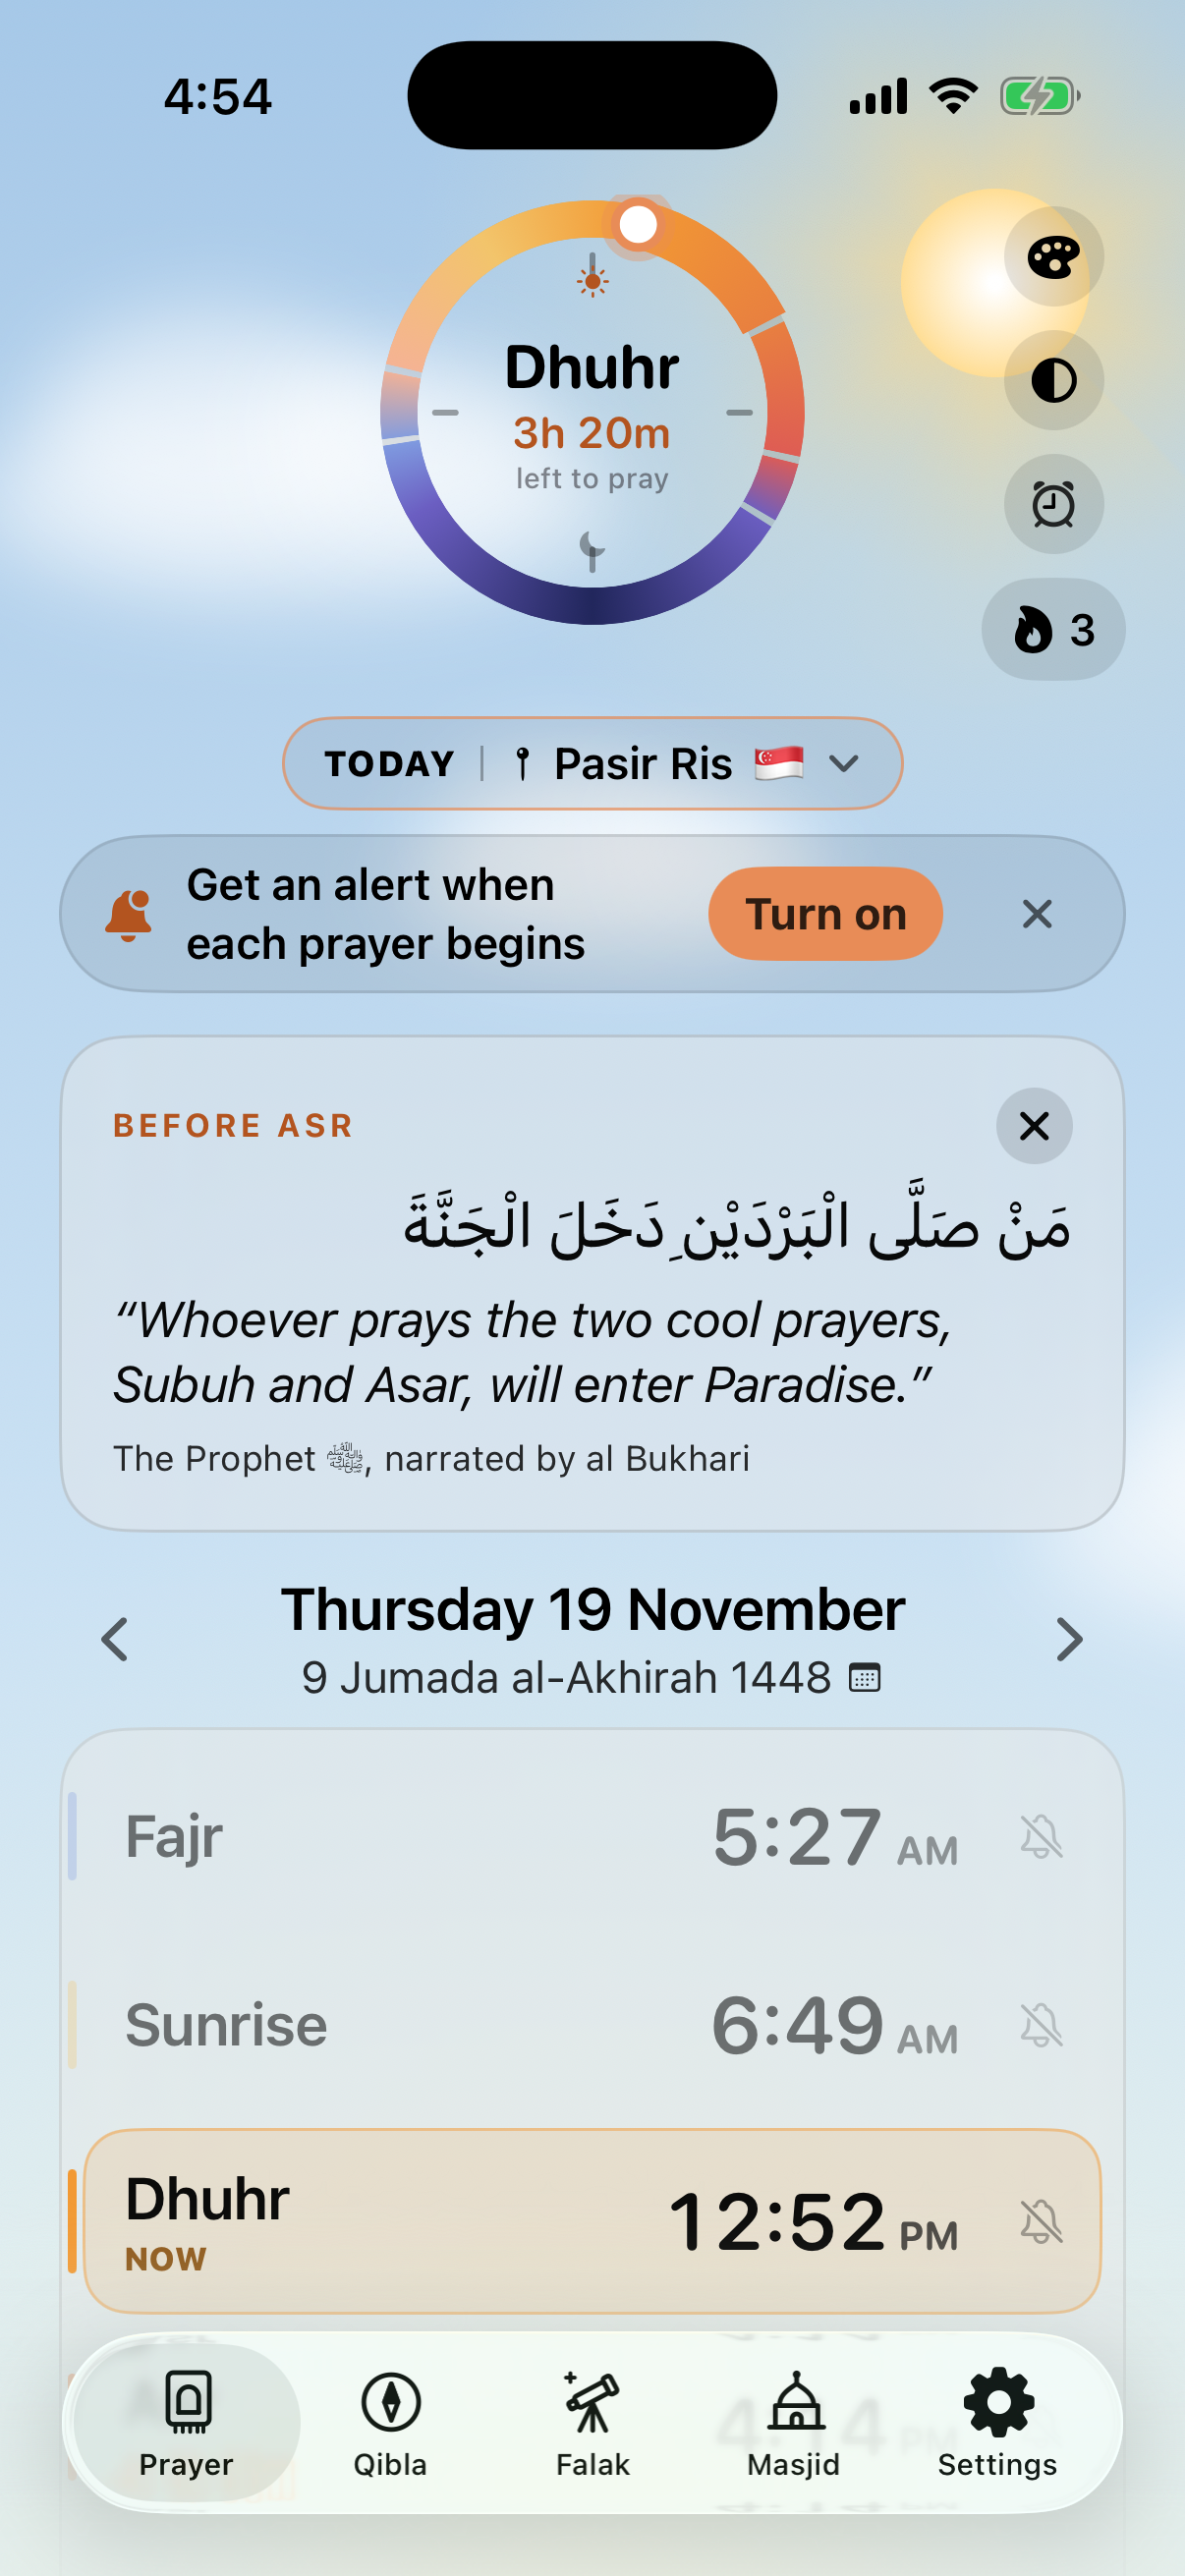 4:54
Dhuhr
3h 20m
left to pray
3
TODAY | Pasir Ris 🇸🇬
Get an alert when
each prayer begins
Turn on
BEFORE ASR
مَنْ صَلَّى الْبَرْدَيْنِ دَخَلَ الْجَنَّةَ
“Whoever prays the two cool prayers,
Subuh and Asar, will enter Paradise.”
The Prophet ﷺ, narrated by al Bukhari
Thursday 19 November
9 Jumada al-Akhirah 1448
Fajr 5:27 AM
Sunrise 6:49 AM
Dhuhr 12:52 PM
NOW
Prayer Qibla Falak Masjid Settings